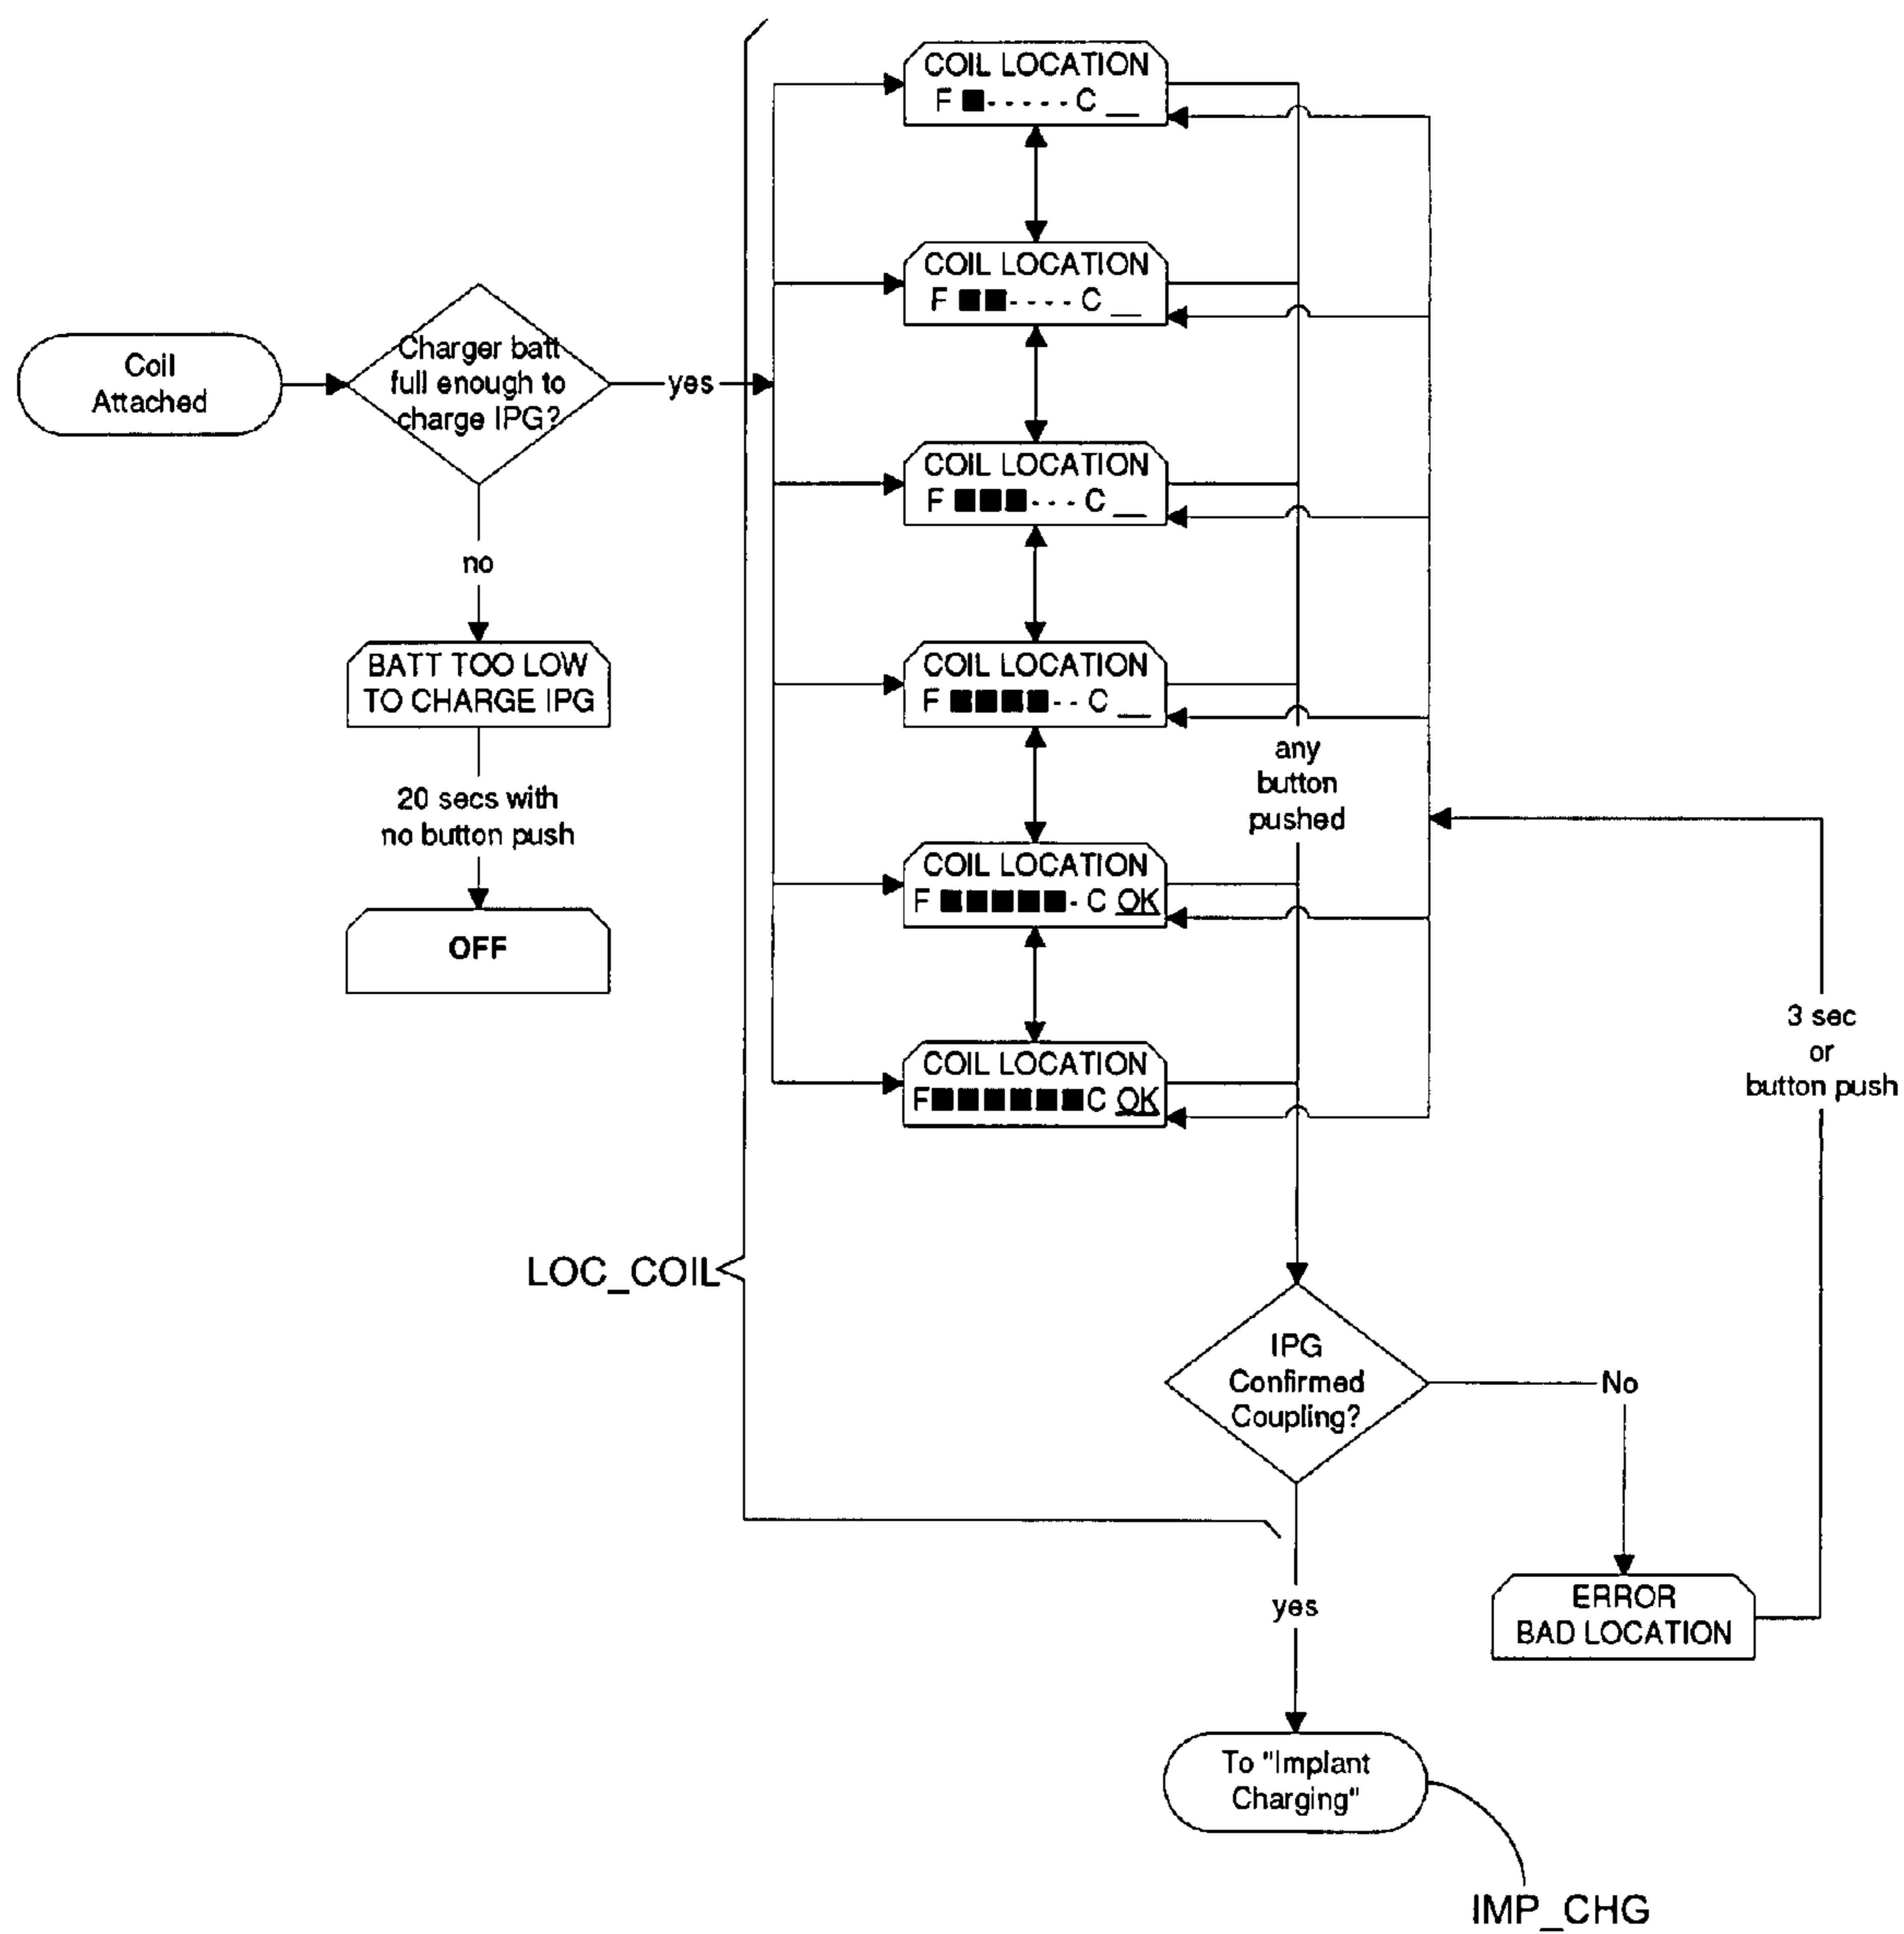 Coil
Attached
Charger batt
full enough to
charge IPG?
yes
no
BATT TOO LOW
TO CHARGE IPG
20 secs with
no button push
OFF
COIL LOCATION
F ■----- C __
COIL LOCATION
F ■■---- C __
COIL LOCATION
F ■■■--- C __
COIL LOCATION
F ■■■■-- C __
any
button
pushed
COIL LOCATION
F ■■■■■- C OK
COIL LOCATION
F■■■■■■C OK
3 sec
or
button push
LOC_COIL
IPG
Confirmed
Coupling?
No
yes
ERROR
BAD LOCATION
To "Implant
Charging"
IMP_CHG